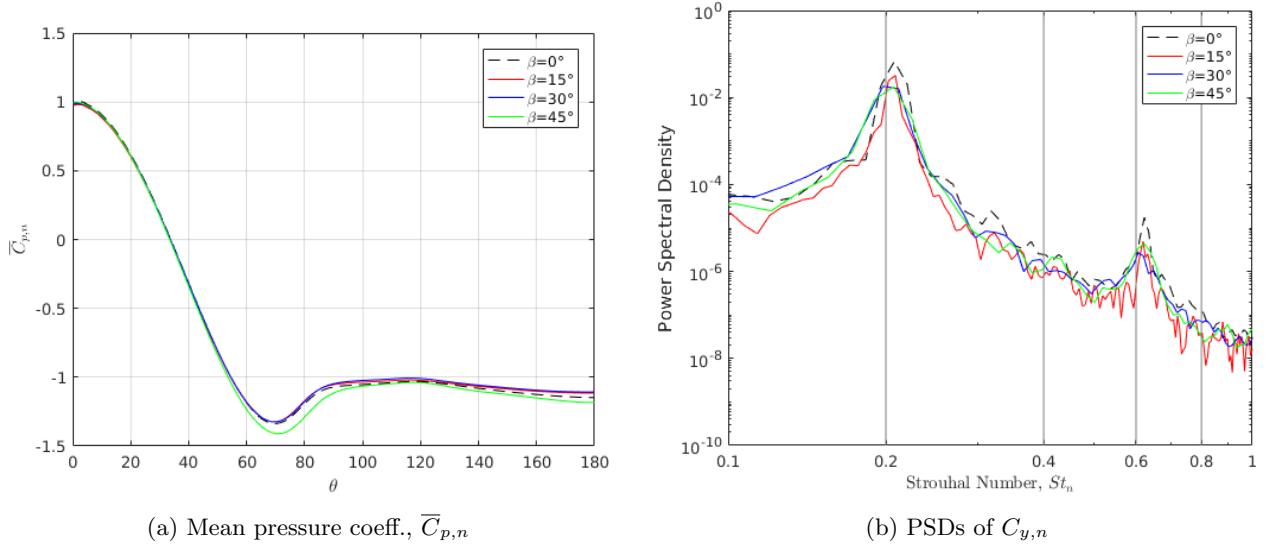 1.5
1
0.5
0
-0.5
-1
-1.5
0 20 40 60 80 100 120 140 160 180
θ
C̅p,n
β=0°
β=15°
β=30°
β=45°
(a) Mean pressure coeff., C̅p,n
10^0
10^-2
10^-4
10^-6
10^-8
10^-10
0.1 0.2 0.4 0.6 0.8 1
Strouhal Number, Stn
Power Spectral Density
β=0°
β=15°
β=30°
β=45°
(b) PSDs of Cy,n